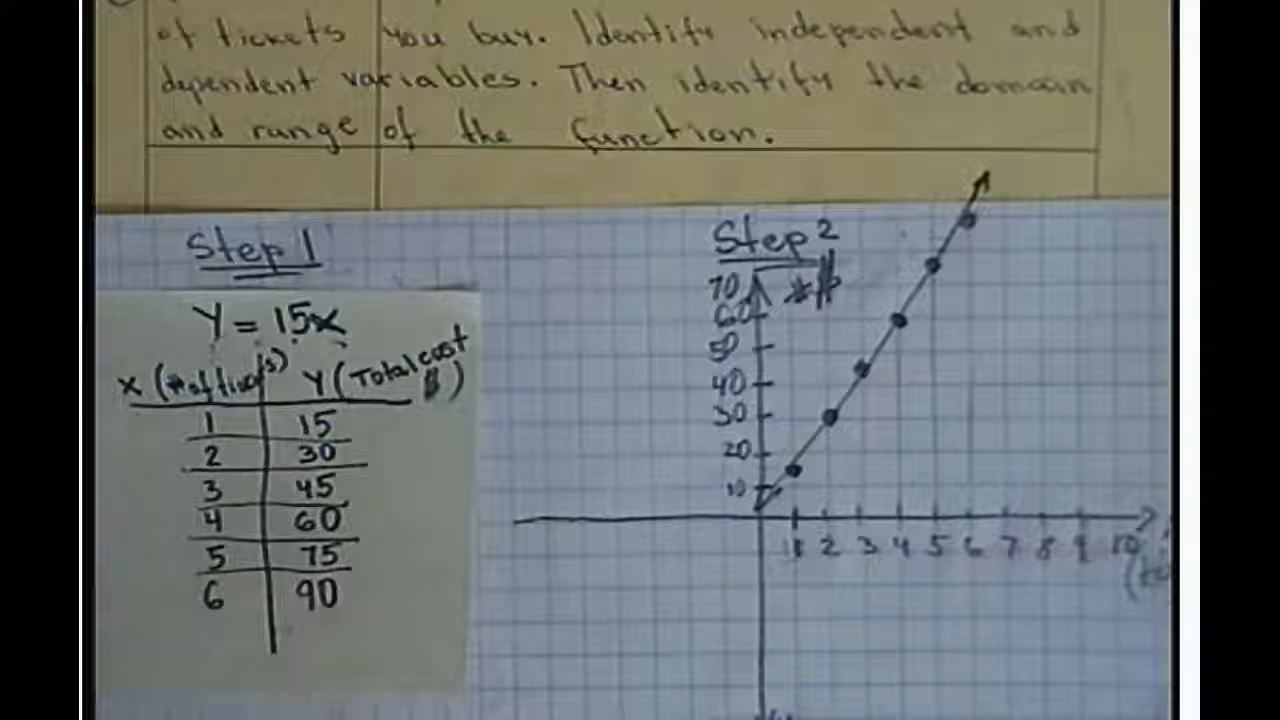 of tickets you buy. Identify independent and
dependent variables. Then identify the domain
and range of the function.
Step 1
Y = 15x
X ( Y (Total cost
1 15
2 30
3 45
4 60
5 75
6 90
Step 2
70
60
50
40
30
20
10
1 2 3 4 5 6 7 8 9 10